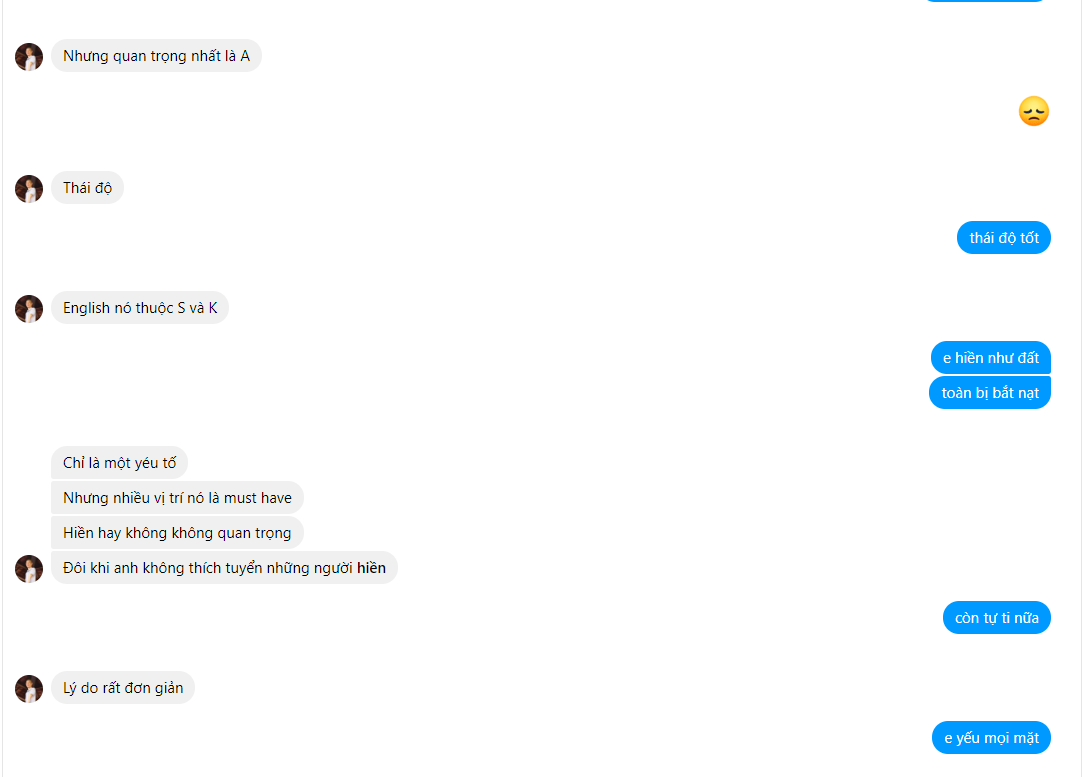 Nhưng quan trọng nhất là A
Thái độ
thái độ tốt
English nó thuộc S và K
e hiền như đất
toàn bị bắt nạt
Chỉ là một yéu tố
Nhưng nhiều vị trí nó là must have
Hiền hay không không quan trọng
Đôi khi anh không thích tuyển những người hiền
còn tự ti nữa
Lý do rất đơn giản
e yếu mọi mặt